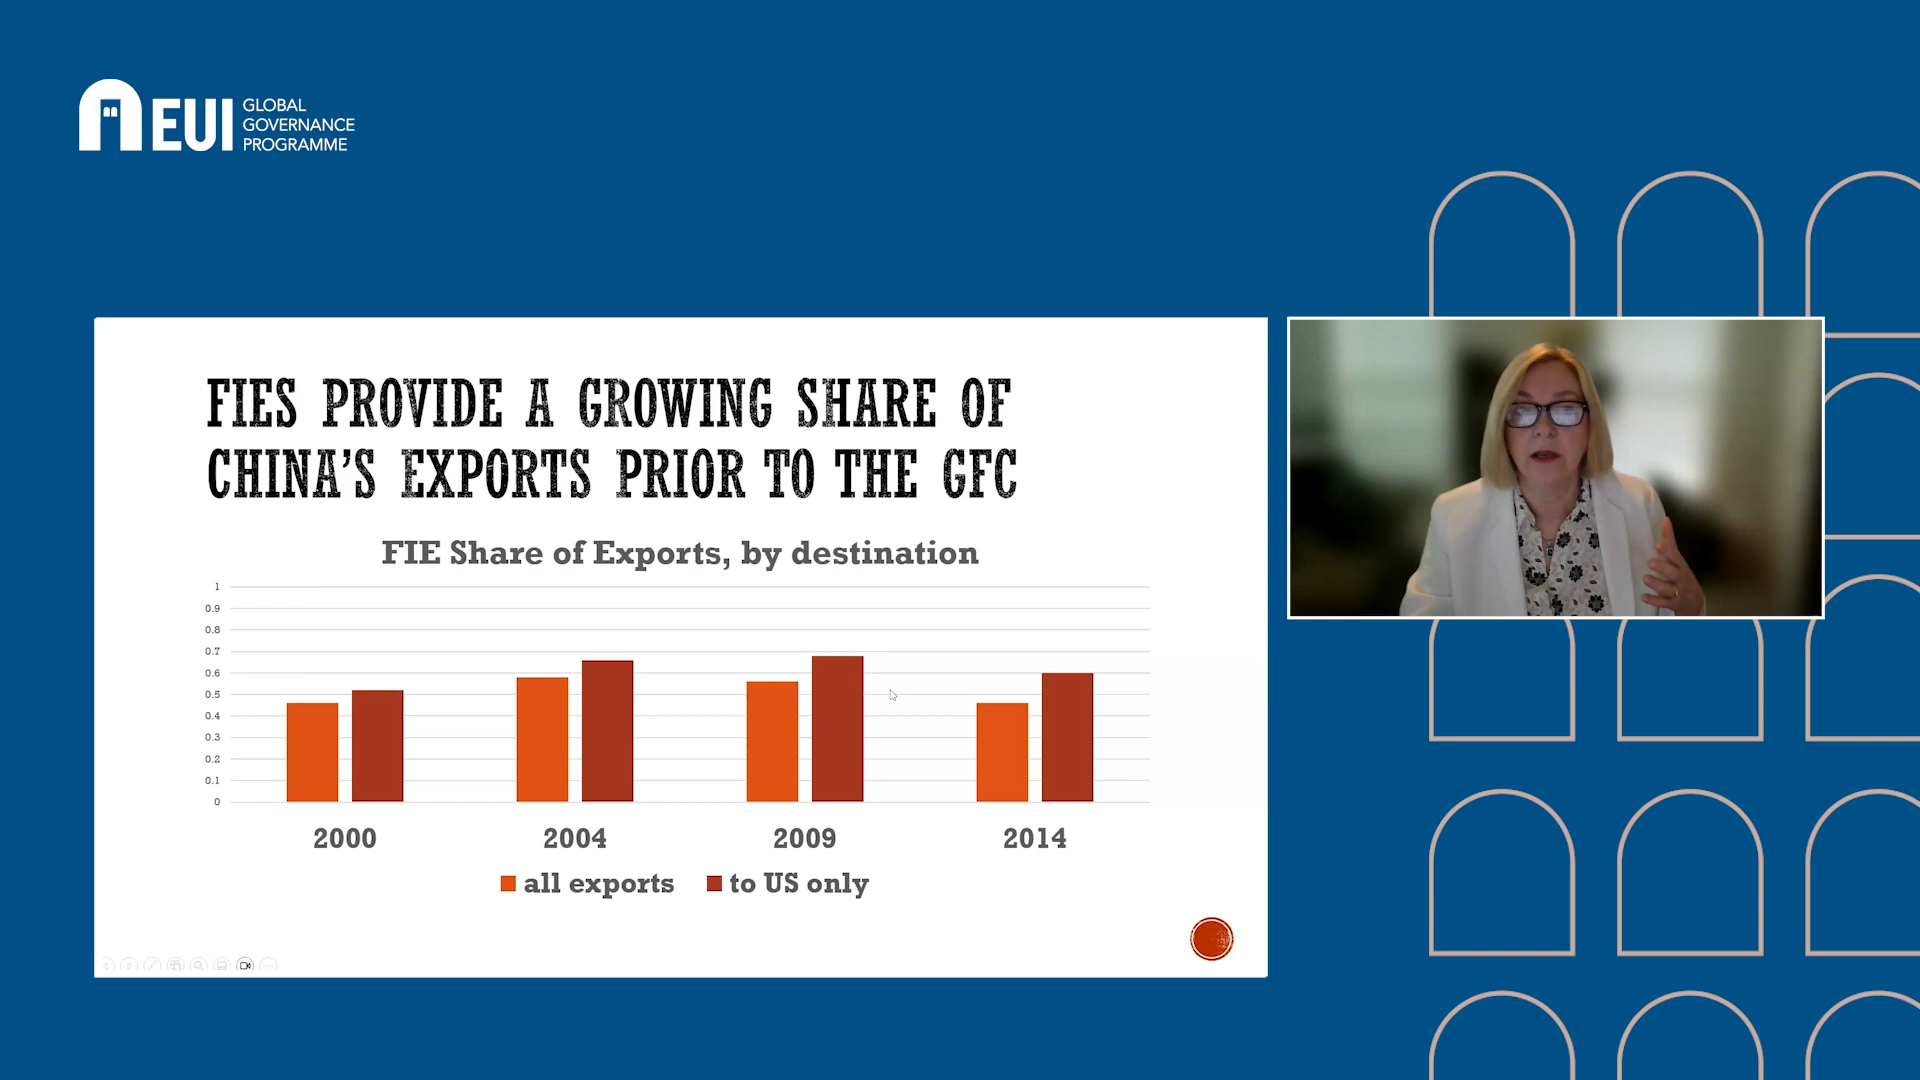 EUI
GLOBAL
GOVERNANCE
PROGRAMME
FIES PROVIDE A GROWING SHARE OF
CHINA'S EXPORTS PRIOR TO THE GFC
FIE Share of Exports, by destination
1
0.9
0.8
0.7
0.6
0.5
0.4
0.3
0.2
0.1
0
2000 2004 2009 2014
all exports to US only